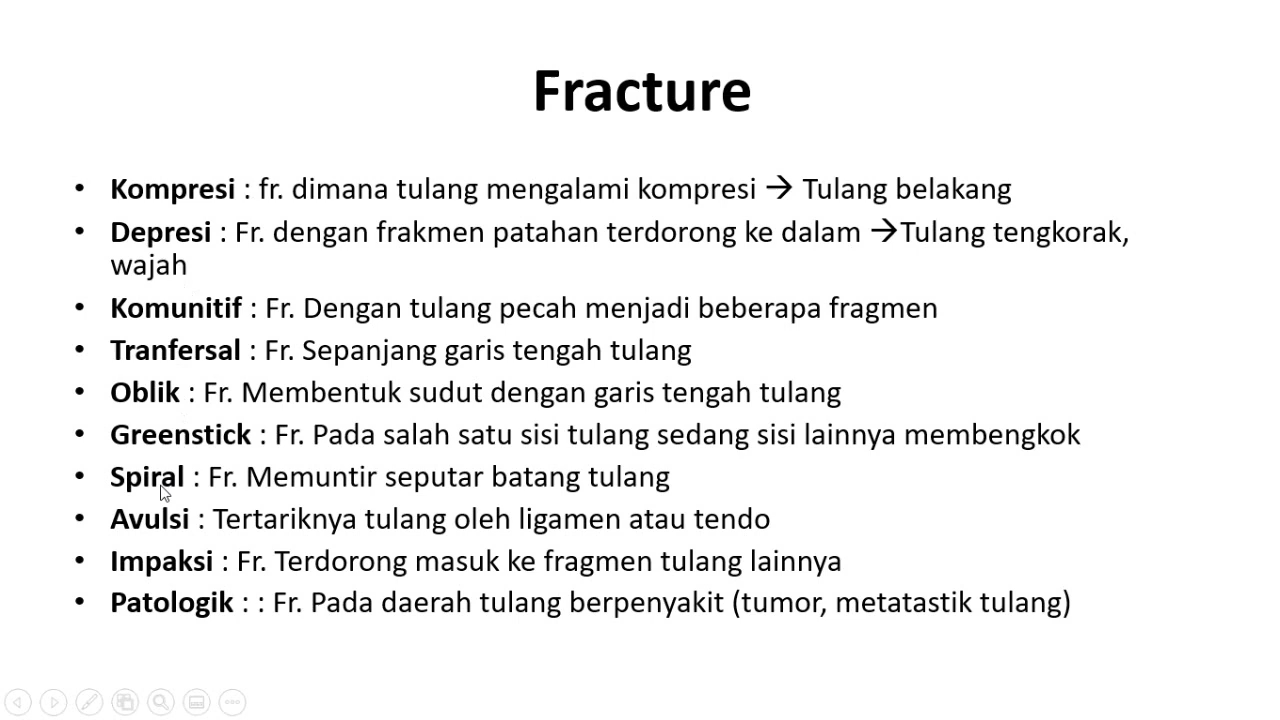 Fracture
• Kompresi : fr. dimana tulang mengalami kompresi → Tulang belakang
• Depresi : Fr. dengan frakmen patahan terdorong ke dalam →Tulang tengkorak,
wajah
• Komunitif : Fr. Dengan tulang pecah menjadi beberapa fragmen
• Tranfersal : Fr. Sepanjang garis tengah tulang
• Oblik : Fr. Membentuk sudut dengan garis tengah tulang
• Greenstick : Fr. Pada salah satu sisi tulang sedang sisi lainnya membengkok
• Spiral : Fr. Memuntir seputar batang tulang
• Avulsi : Tertariknya tulang oleh ligamen atau tendo
• Impaksi : Fr. Terdorong masuk ke fragmen tulang lainnya
• Patologik : : Fr. Pada daerah tulang berpenyakit (tumor, metatastik tulang)